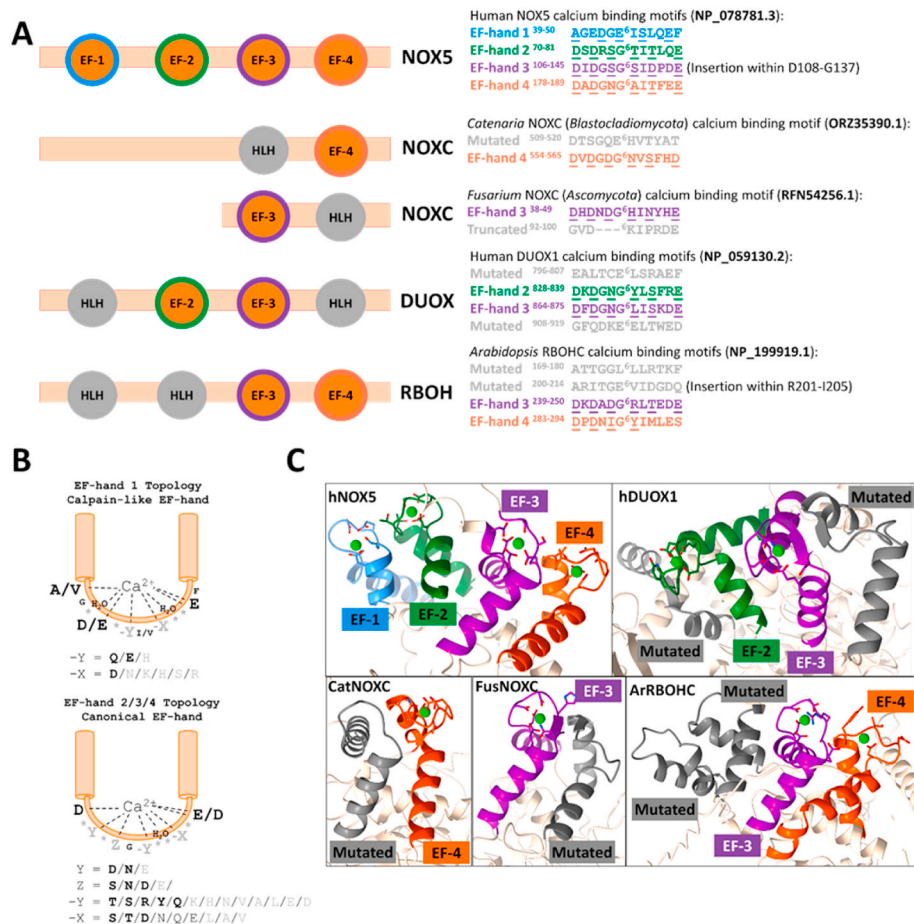 A
EF-1 EF-2 EF-3 EF-4 NOX5
HLH EF-4 NOXC
EF-3 HLH NOXC
HLH EF-2 EF-3 HLH DUOX
HLH HLH EF-3 EF-4 RBOH
Human NOX5 calcium binding motifs (NP_078781.3):
EF-hand 1 39-50 AGEDGE6ISLQEF
EF-hand 2 70-81 DSDRSG6TITLQE
EF-hand 3 106-145 DIDGSG6SIDPDE (Insertion within D108-G137)
EF-hand 4 178-189 DADGNG6AITFEE
Catenaria NOXC (Blastocladiomycota) calcium binding motif (ORZ35390.1):
Mutated 509-520 DTSGQE6HVTYAT
EF-hand 4 554-565 DVDGDG6NVSFHD
Fusarium NOXC (Ascomycota) calcium binding motif (RFN54256.1):
EF-hand 3 38-49 DHDNDG6HINYHE
Truncated 92-100 GVD---6KIPRDE
Human DUOX1 calcium binding motifs (NP_059130.2):
Mutated 796-807 EALTCE6LSRAEF
EF-hand 2 828-839 DKDGNG6YLSFRE
EF-hand 3 864-875 DFDGNG6LISKDE
Mutated 908-919 GFQDKE6ELTWED
Arabidopsis RBOHC calcium binding motifs (NP_199919.1):
Mutated 169-180 ATTGGL6LLRTKF
Mutated 200-214 ARITGE6VIDGDQ (Insertion within R201-I205)
EF-hand 3 239-250 DKDADG6RLTEDE
EF-hand 4 283-294 DPDNIG6YIMLES
B
EF-hand 1 Topology
Calpain-like EF-hand
Ca2+
A/V G H2O D/E -Y I/V -X H2O E F
-Y = Q/E/H
-X = D/N/K/H/S/R
EF-hand 2/3/4 Topology
Canonical EF-hand
Ca2+
D Y Z G -Y H2O -X E/D
Y = D/N/E
Z = S/N/D/E/
-Y = T/S/R/Y/Q/K/H/N/V/A/L/E/D
-X = S/T/D/N/Q/E/L/A/V
C
hNOX5 EF-3 EF-4 EF-1 EF-2
hDUOX1 Mutated Mutated EF-2 EF-3
CatNOXC Mutated EF-4
FusNOXC EF-3 Mutated
ArRBOHC Mutated EF-4 Mutated EF-3